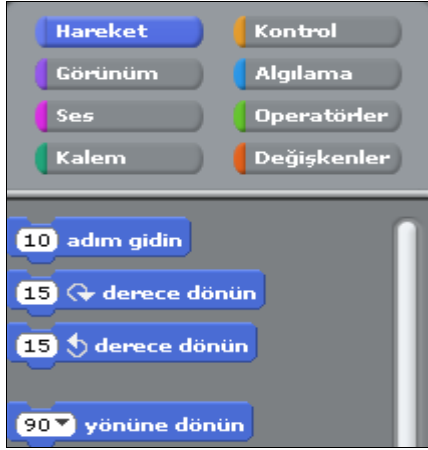 Hareket Kontrol
Görünüm Algılama
Ses Operatörler
Kalem Değişkenler
10 adım gidin
15 derece dönün
15 derece dönün
90 yönüne dönün